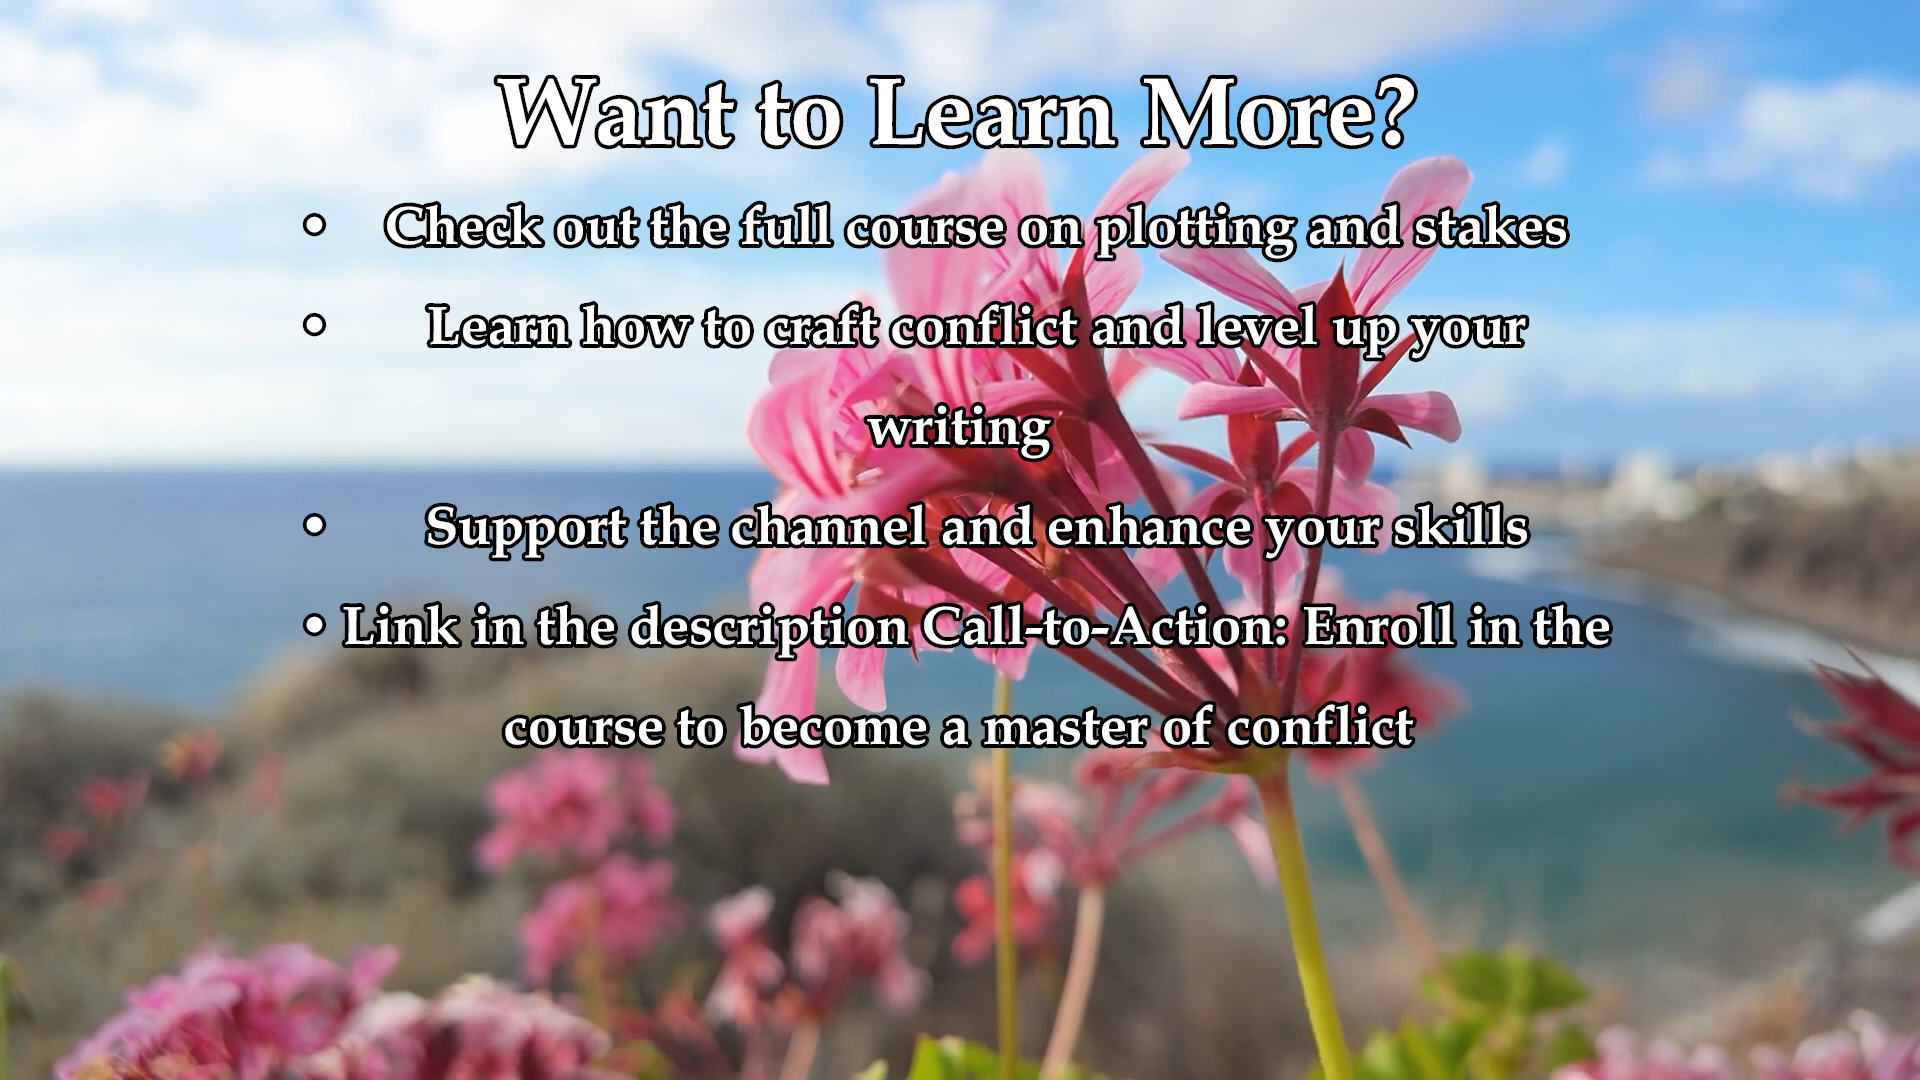 Want to Learn More?
• Check out the full course on plotting and stakes
• Learn how to craft conflict and level up your
writing
• Support the channel and enhance your skills
• Link in the description Call-to-Action: Enroll in the
course to become a master of conflict